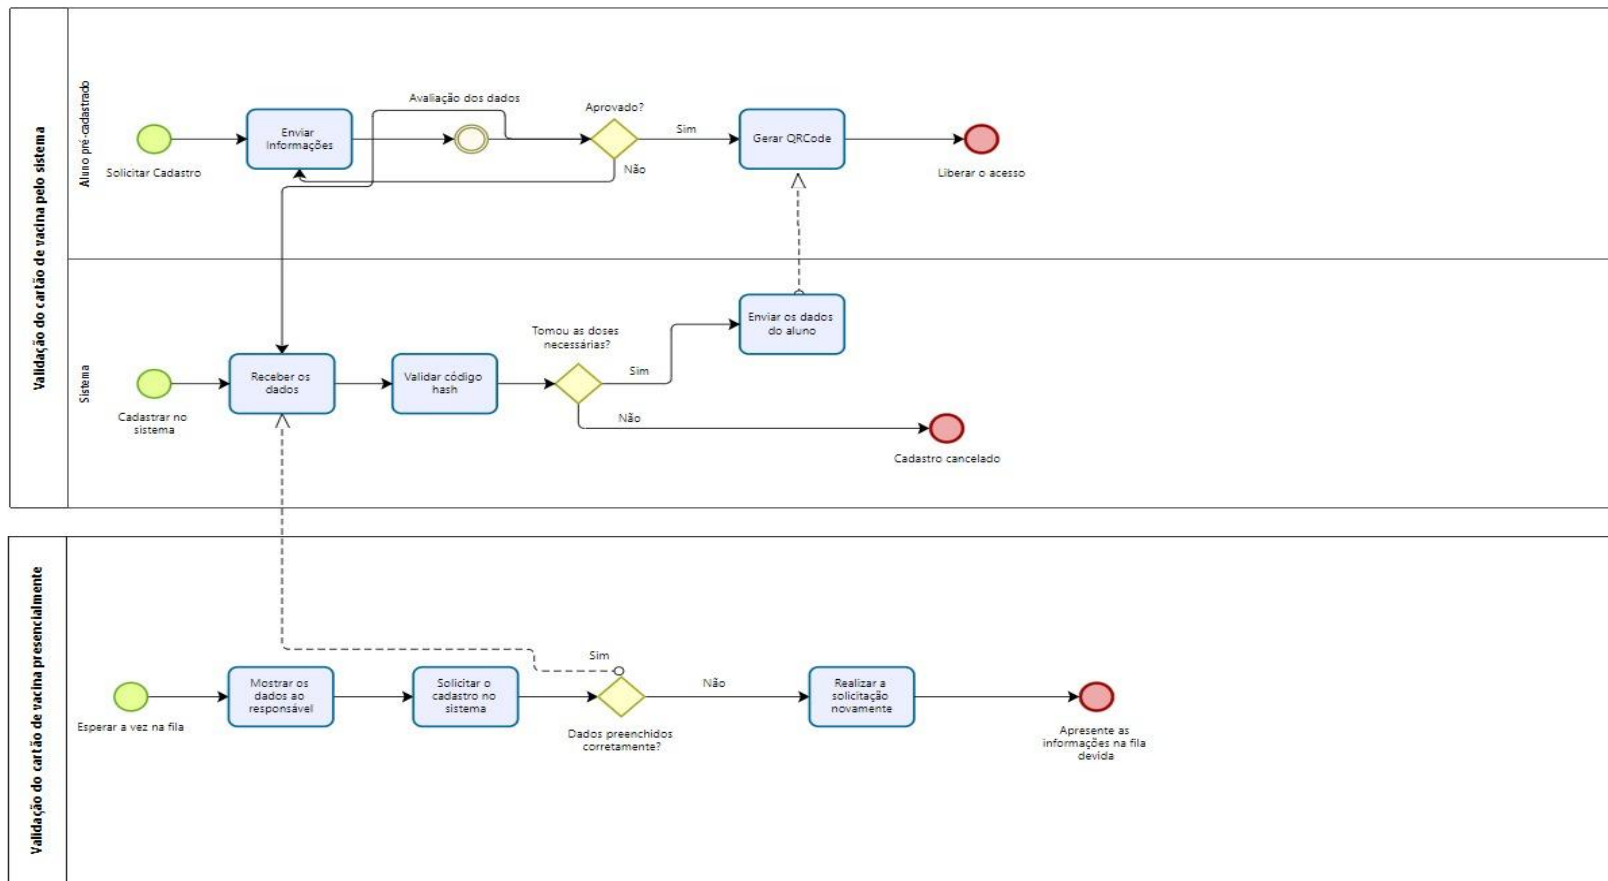 Validação do cartão de vacina pelo sistema
Aluno pré-cadastrado
Solicitar Cadastro
Enviar
Informações
Avaliação dos dados
Aprovado?
Sim
Não
Gerar QRCode
Liberar o acesso
Sistema
Cadastrar no
sistema
Receber os
dados
Validar código
hash
Tomou as doses
necessárias?
Sim
Não
Enviar os dados
do aluno
Cadastro cancelado
Validação do cartão de vacina presencialmente
Esperar a vez na fila
Mostrar os
dados ao
responsável
Solicitar o
cadastro no
sistema
Sim
Dados preenchidos
corretamente?
Não
Realizar a
solicitação
novamente
Apresente as
informações na fila
devida